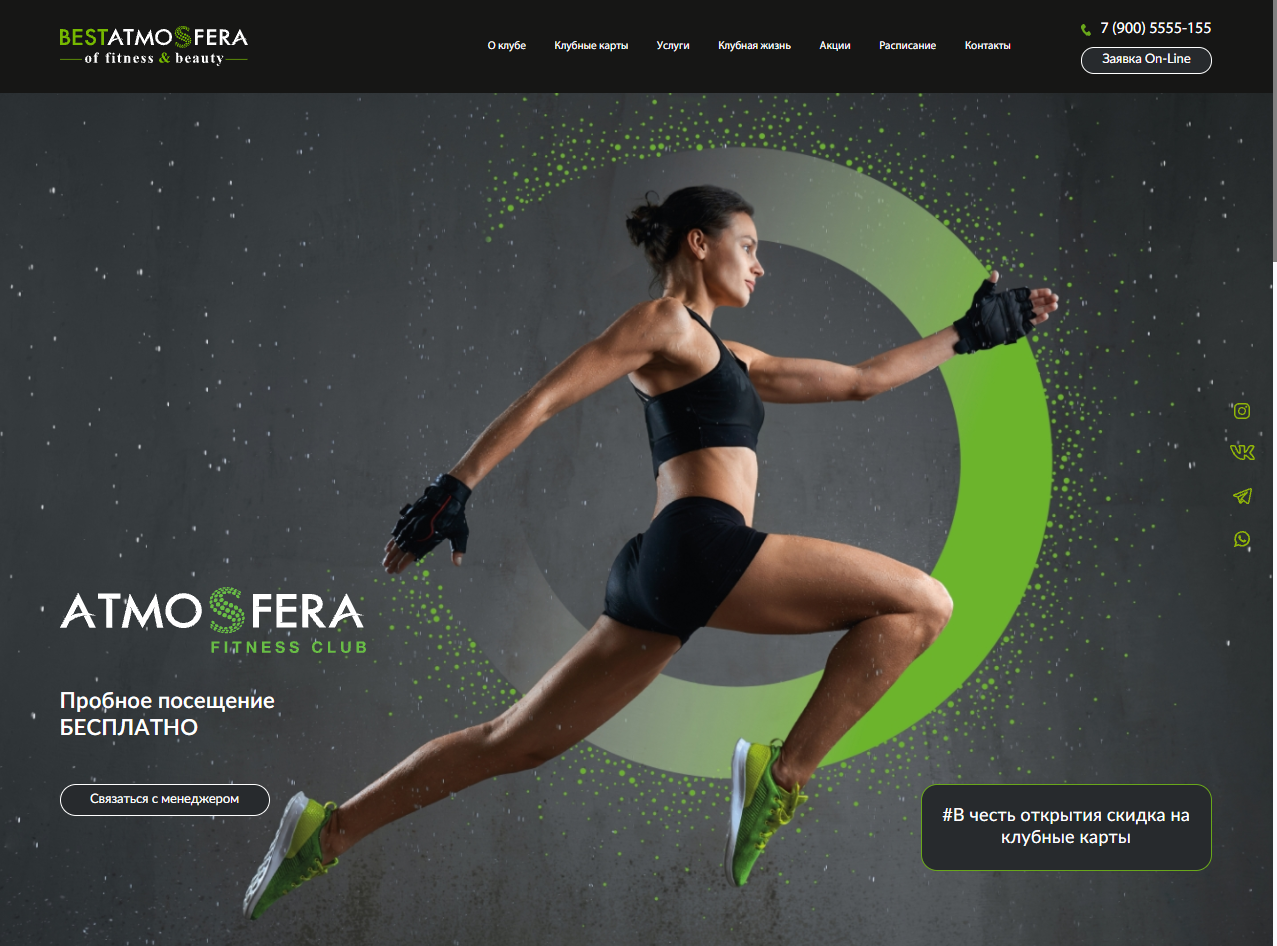 BESTATMOSFERA
of fitness & beauty
О клубе
Клубные карты
Услуги
Клубная жизнь
Акции
Расписание
Контакты
7 (900) 5555-155
Заявка On-Line
ATMOSFERA
FITNESS CLUB
Пробное посещение
БЕСПЛАТНО
Связаться с менеджером
#В честь открытия скидка на
клубные карты